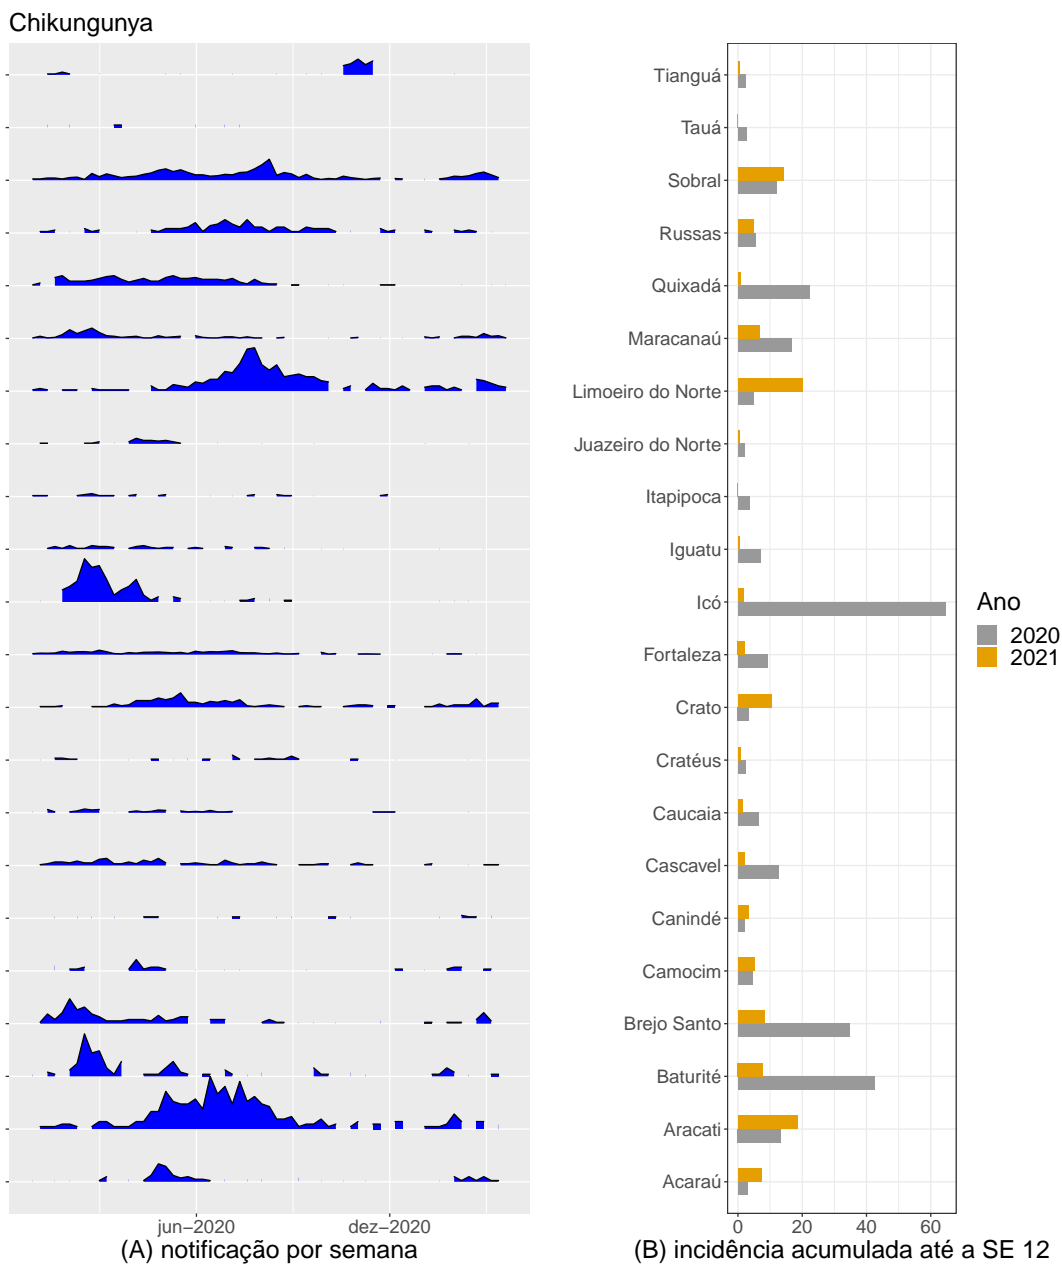 Chikungunya
Tianguá
Tauá
Sobral
Russas
Quixadá
Maracanaú
Limoeiro do Norte
Juazeiro do Norte
Itapipoca
Iguatu
Icó
Fortaleza
Crato
Cratéus
Caucaia
Cascavel
Canindé
Camocim
Brejo Santo
Baturité
Aracati
Acaraú
Ano
2020
2021
jun−2020 dez−2020
0 20 40 60
(A) notificação por semana
(B) incidência acumulada até a SE 12